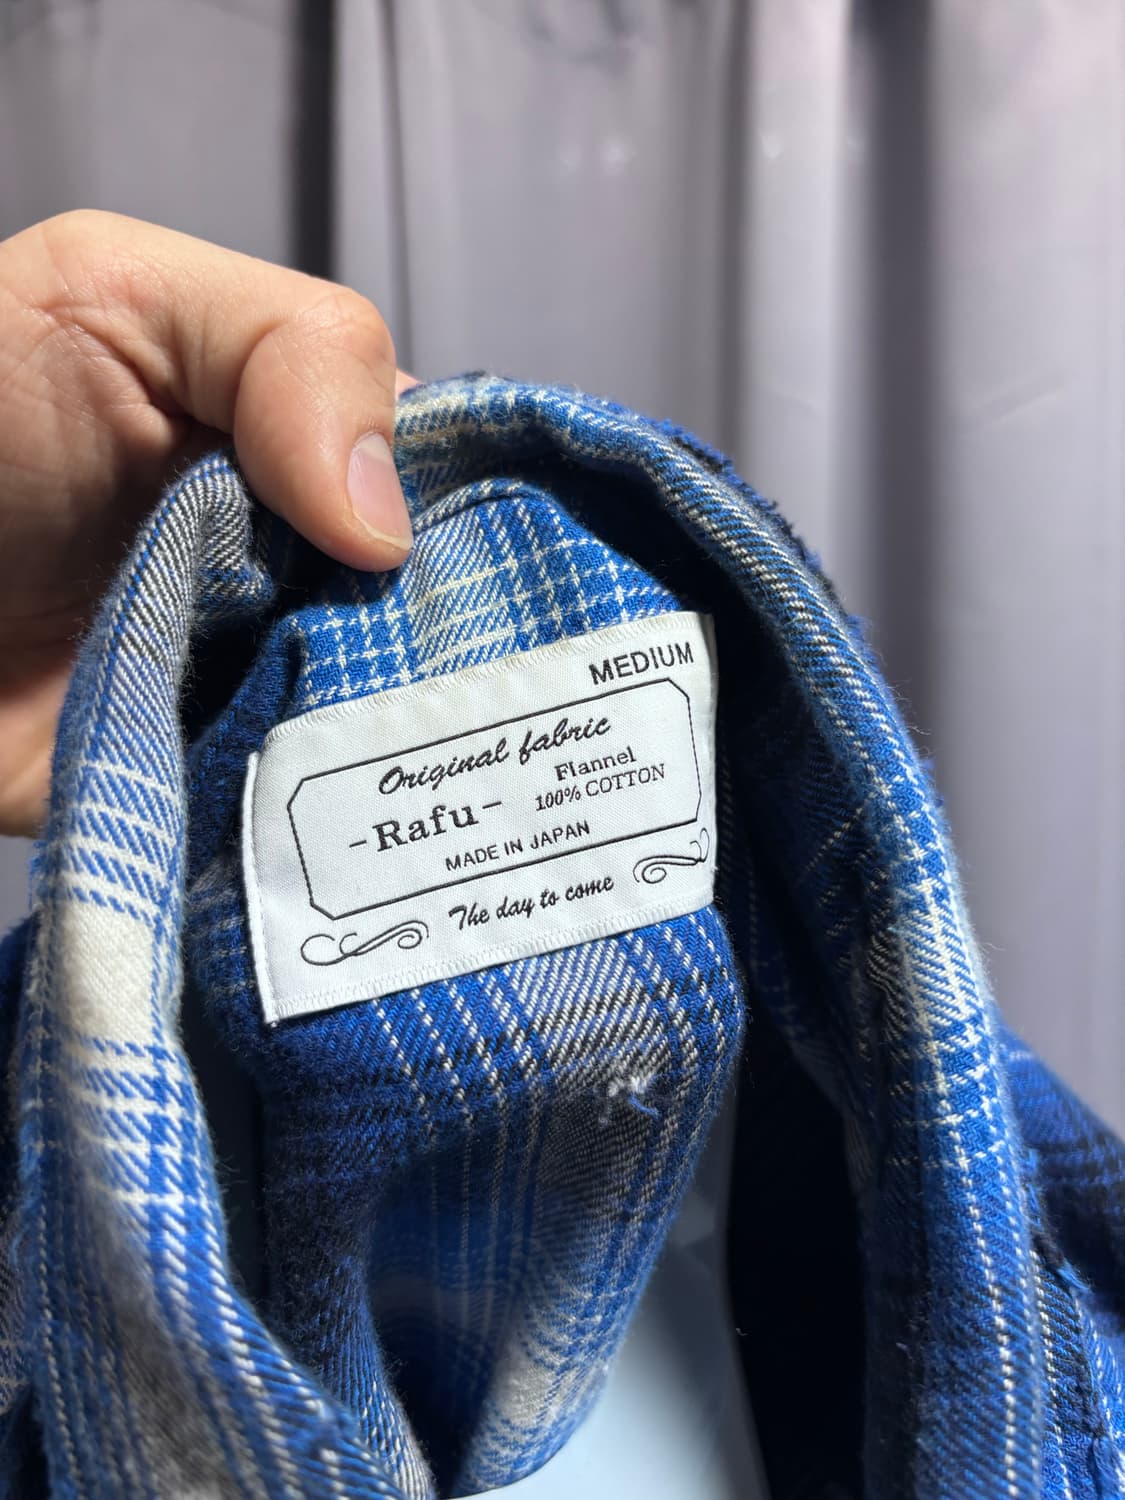 MEDIUM
Original fabric
-Rafu-
Flannel
100% COTTON
MADE IN JAPAN
The day to come